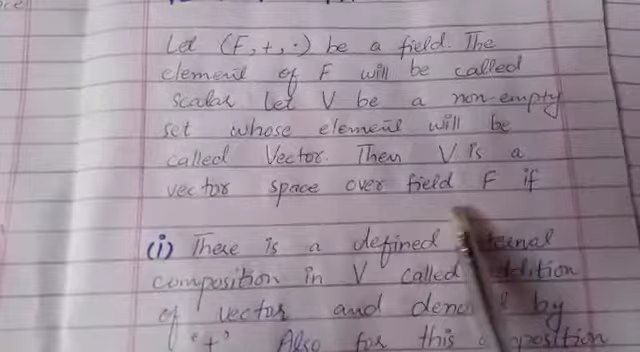 Let (F, +, ·) be a field. The
element of F will be called
scalar Let V be a non-empty
set whose element will be
called Vector. Then V is a
vector space over field F if
(i) There is a defined
composition in V called
of vector and by
'+' Also for this